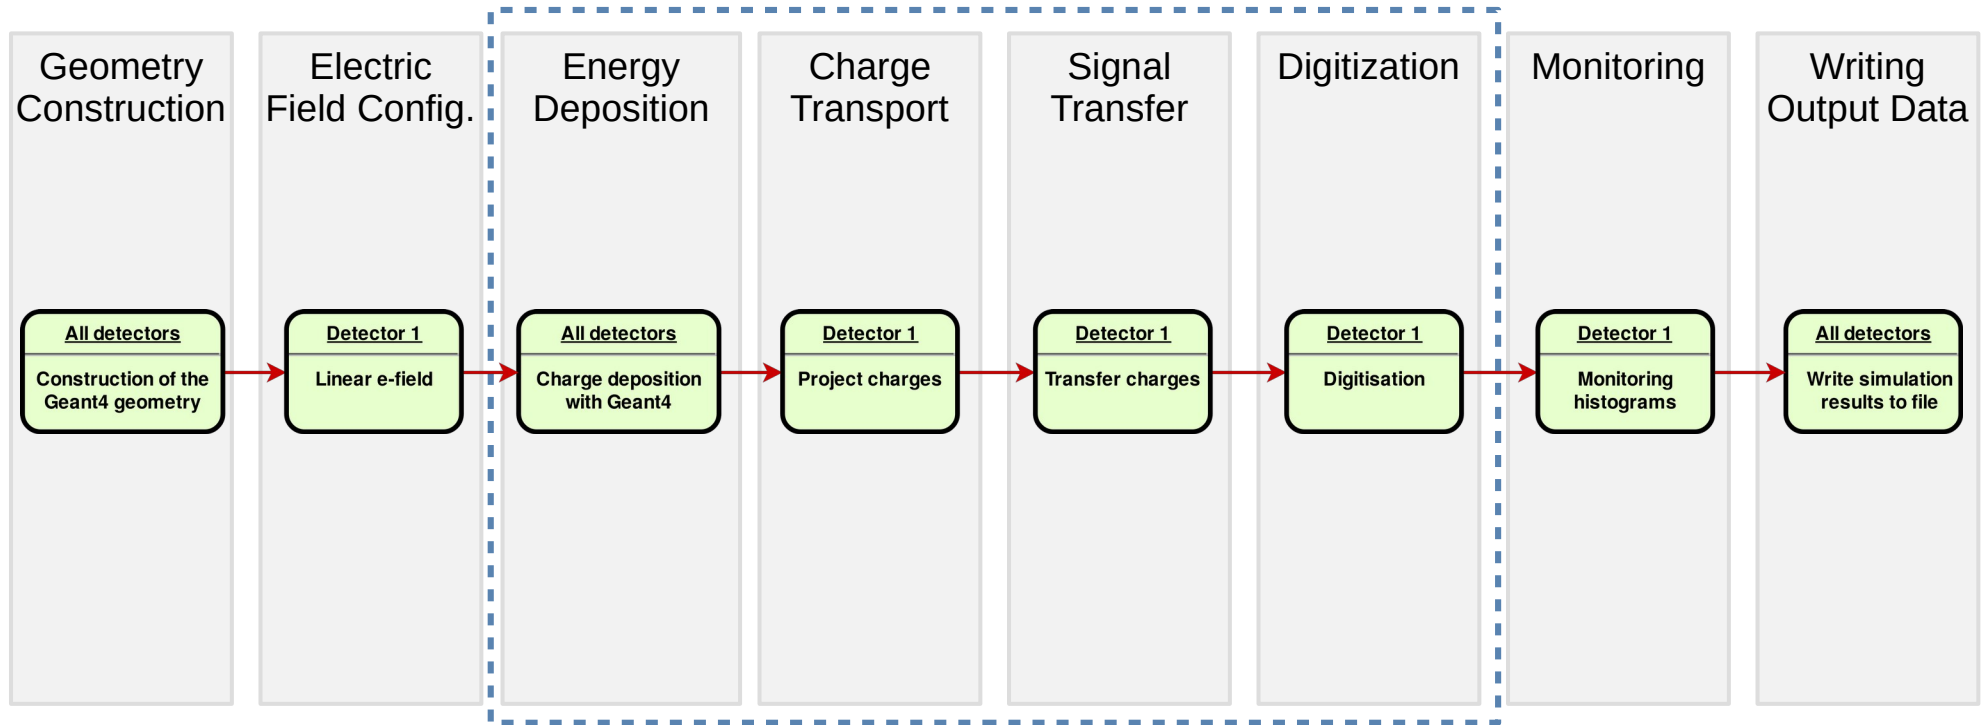 Geometry
Construction
Electric
Field Config.
Energy
Deposition
Charge
Transport
Signal
Transfer
Digitization
Monitoring
Writing
Output Data
All detectors
Construction of the
Geant4 geometry
Detector 1
Linear e-field
All detectors
Charge deposition
with Geant4
Detector 1
Project charges
Detector 1
Transfer charges
Detector 1
Digitisation
Detector 1
Monitoring
histograms
All detectors
Write simulation
results to file